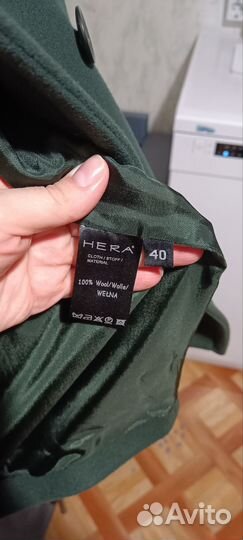 HERA®
CLOTH / STOFF /
MATERIAL
100% Wool/Wolle/
WEŁNA
40
Avito